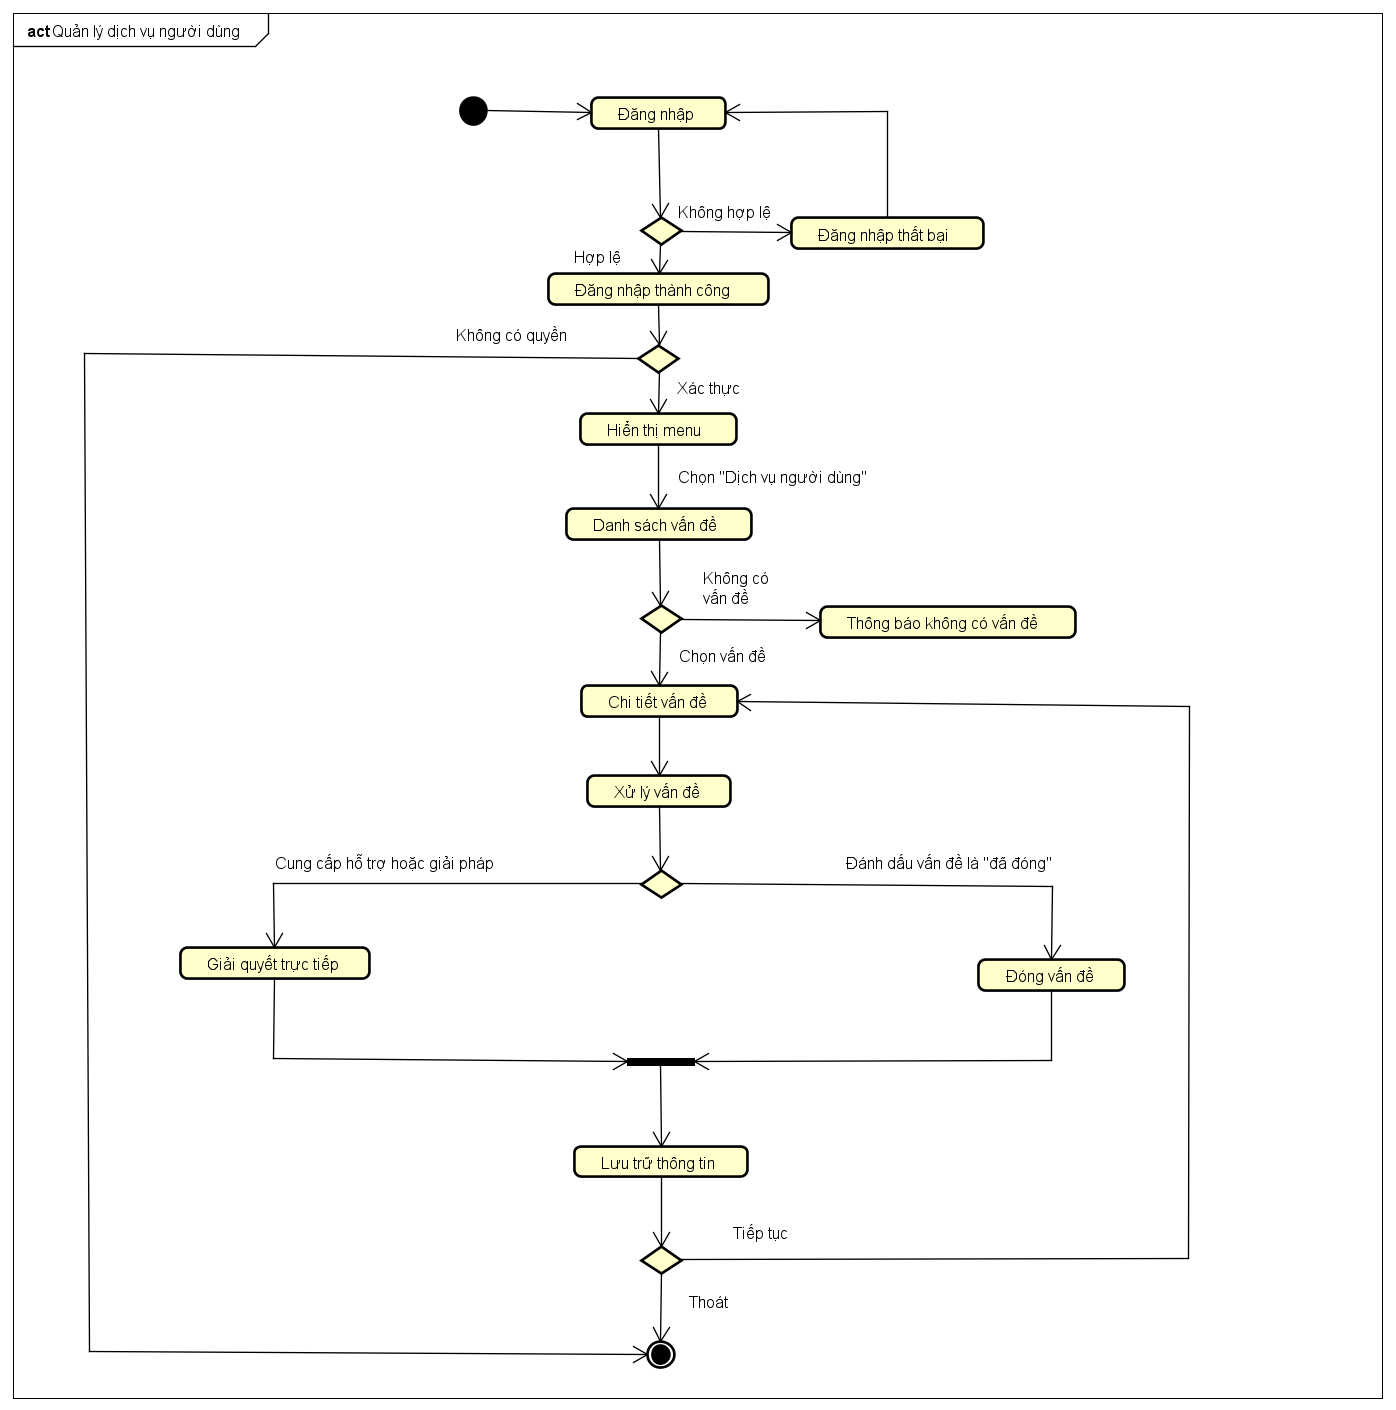 act Quản lý dịch vụ người dùng
Đăng nhập
Không hợp lệ
Đăng nhập thất bại
Hợp lệ
Đăng nhập thành công
Không có quyền
Xác thực
Hiển thị menu
Chọn "Dịch vụ người dùng"
Danh sách vấn đề
Không có
vấn đề
Thông báo không có vấn đề
Chọn vấn đề
Chi tiết vấn đề
Xử lý vấn đề
Cung cấp hỗ trợ hoặc giải pháp
Đánh dấu vấn đề là "đã đóng"
Giải quyết trực tiếp
Đóng vấn đề
Lưu trữ thông tin
Tiếp tục
Thoát